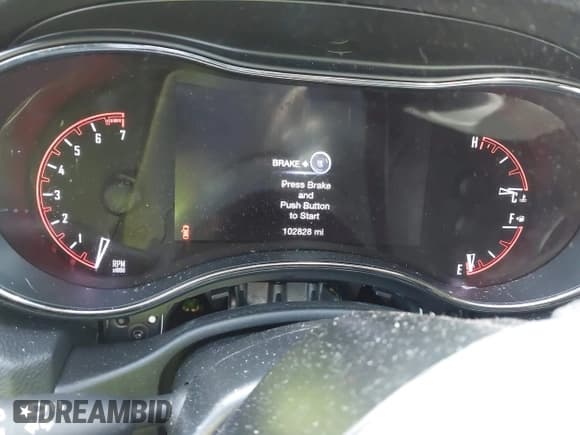 6 7
5
4
3
2
1
RPM
x1000
BRAKE +
Press Brake
and
Push Button
to Start
102828 mi
H
C
F
E
DREAMBID